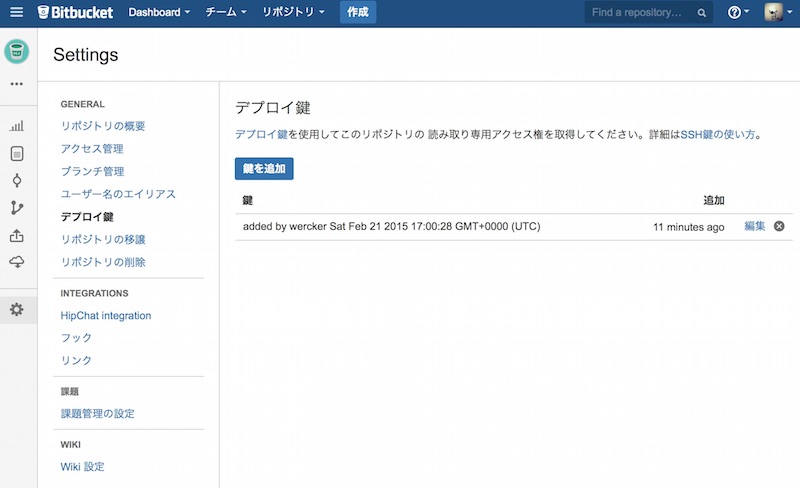 Bitbucket Dashboard チーム リポジトリ 作成 Find a repository…
Settings
GENERAL
リポジトリの概要
アクセス管理
ブランチ管理
ユーザー名のエイリアス
デプロイ鍵
リポジトリの移譲
リポジトリの削除
INTEGRATIONS
HipChat integration
フック
リンク
課題
課題管理の設定
WIKI
Wiki 設定
デプロイ鍵
デプロイ鍵を使用してこのリポジトリの 読み取り専用アクセス権を取得してください。詳細はSSH鍵の使い方。
鍵を追加
鍵 追加
added by wercker Sat Feb 21 2015 17:00:28 GMT+0000 (UTC) 11 minutes ago 編集